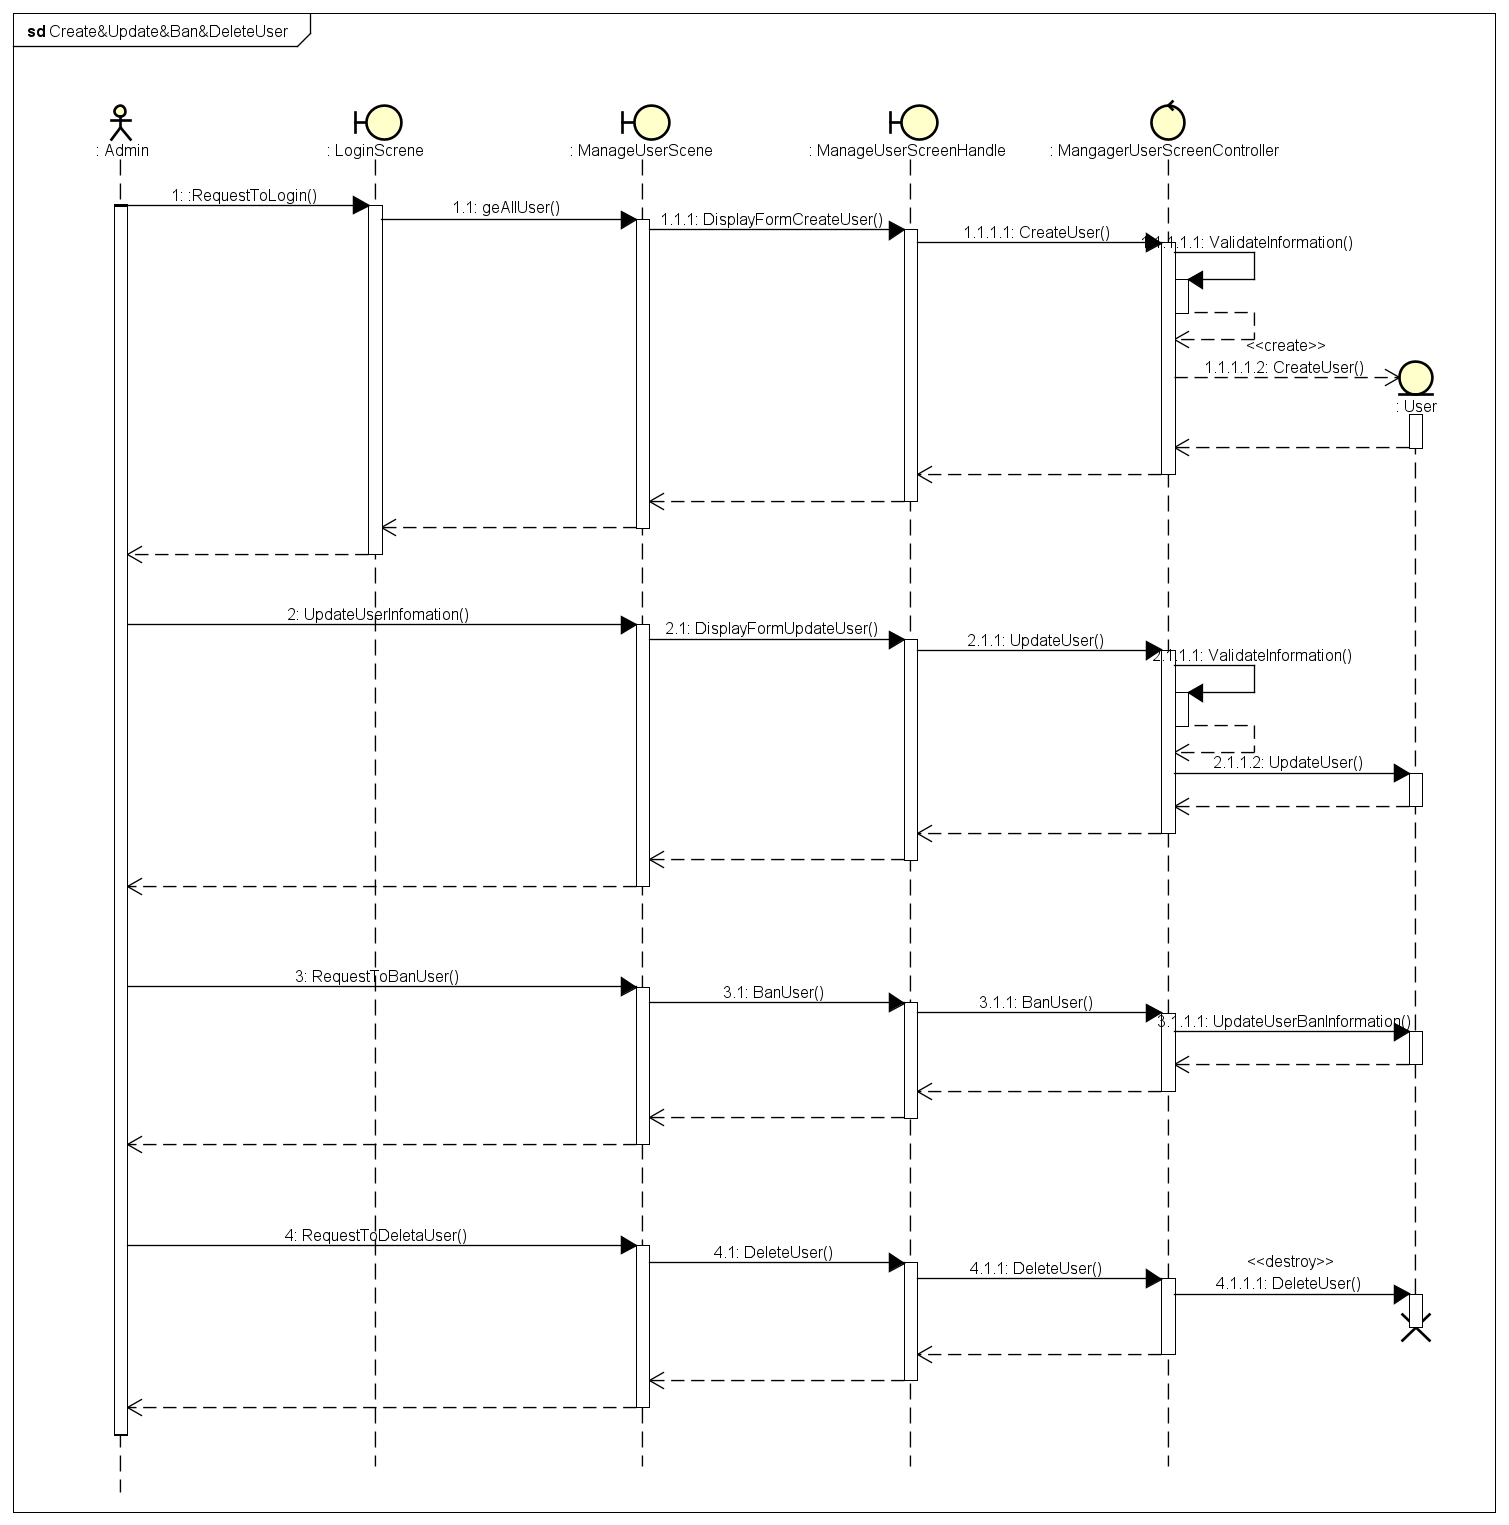 sd Create&Update&Ban&DeleteUser
: Admin
: LoginScrene
: ManageUserScene
: ManageUserScreenHandle
: MangagerUserScreenController
1: :RequestToLogin()
1.1: geAllUser()
1.1.1: DisplayFormCreateUser()
1.1.1.1: CreateUser()
1.1.1.1.1: ValidateInformation()
<<create>>
1.1.1.1.2: CreateUser()
: User
2: UpdateUserInfomation()
2.1: DisplayFormUpdateUser()
2.1.1: UpdateUser()
2.1.1.1: ValidateInformation()
2.1.1.2: UpdateUser()
3: RequestToBanUser()
3.1: BanUser()
3.1.1: BanUser()
3.1.1.1: UpdateUserBanInformation()
4: RequestToDeletaUser()
4.1: DeleteUser()
4.1.1: DeleteUser()
<<destroy>>
4.1.1.1: DeleteUser()